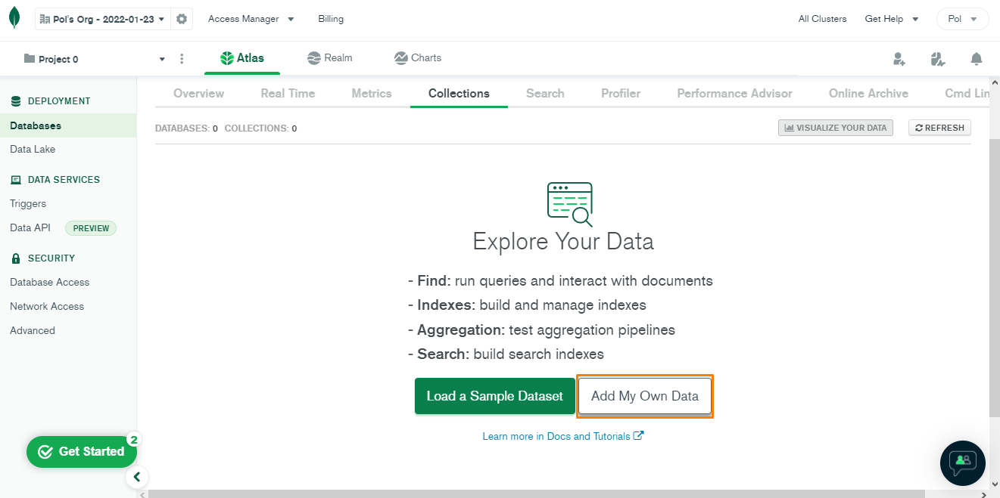 Pol's Org - 2022-01-23 Access Manager Billing All Clusters Get Help Pol
Project 0 Atlas Realm Charts
DEPLOYMENT
Databases
Data Lake
DATA SERVICES
Triggers
Data API PREVIEW
SECURITY
Database Access
Network Access
Advanced
2
Get Started
Overview Real Time Metrics Collections Search Profiler Performance Advisor Online Archive Cmd Lin
DATABASES: 0 COLLECTIONS: 0 VISUALIZE YOUR DATA REFRESH
Explore Your Data
- Find: run queries and interact with documents
- Indexes: build and manage indexes
- Aggregation: test aggregation pipelines
- Search: build search indexes
Load a Sample Dataset Add My Own Data
Learn more in Docs and Tutorials